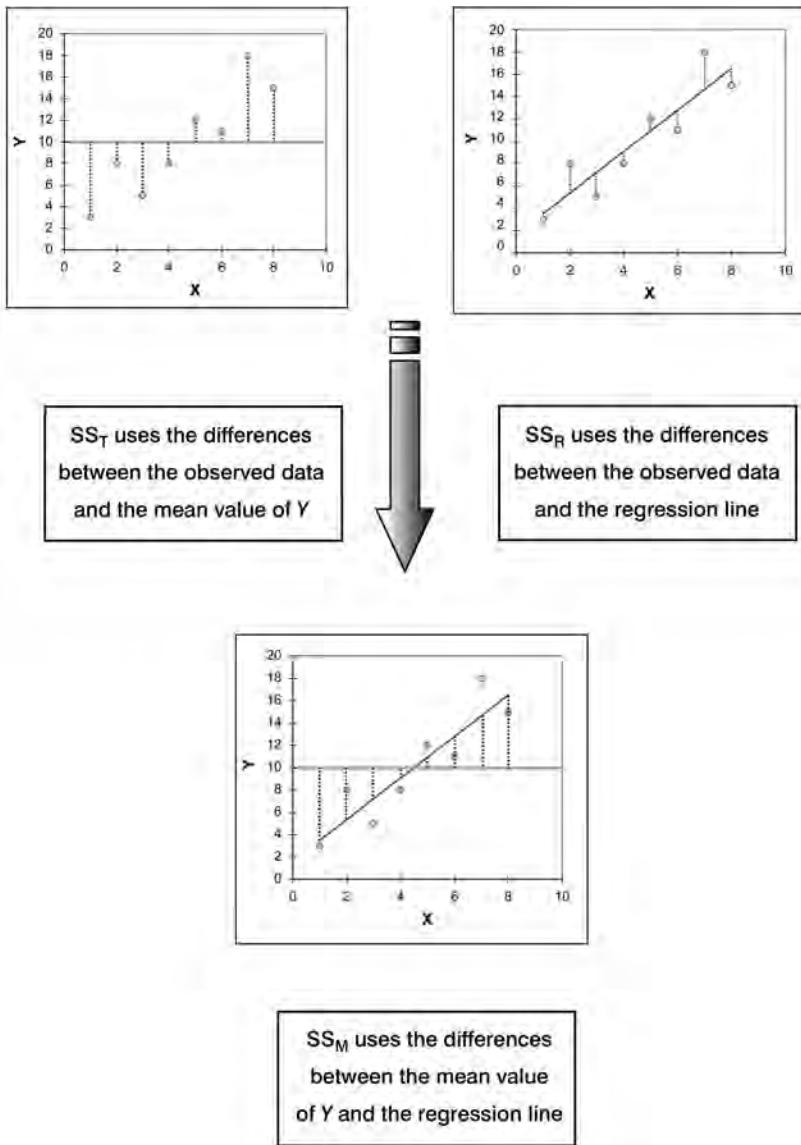 20
18
16
14
12
10
8
6
4
2
0
Y
0 2 4 6 8 10
X
20
18
16
14
12
10
8
6
4
2
0
Y
0 2 4 6 8 10
X
SS_T uses the differences
between the observed data
and the mean value of Y
SS_R uses the differences
between the observed data
and the regression line
20
18
16
14
12
10
8
6
4
2
0
Y
0 2 4 6 8 10
X
SS_M uses the differences
between the mean value
of Y and the regression line